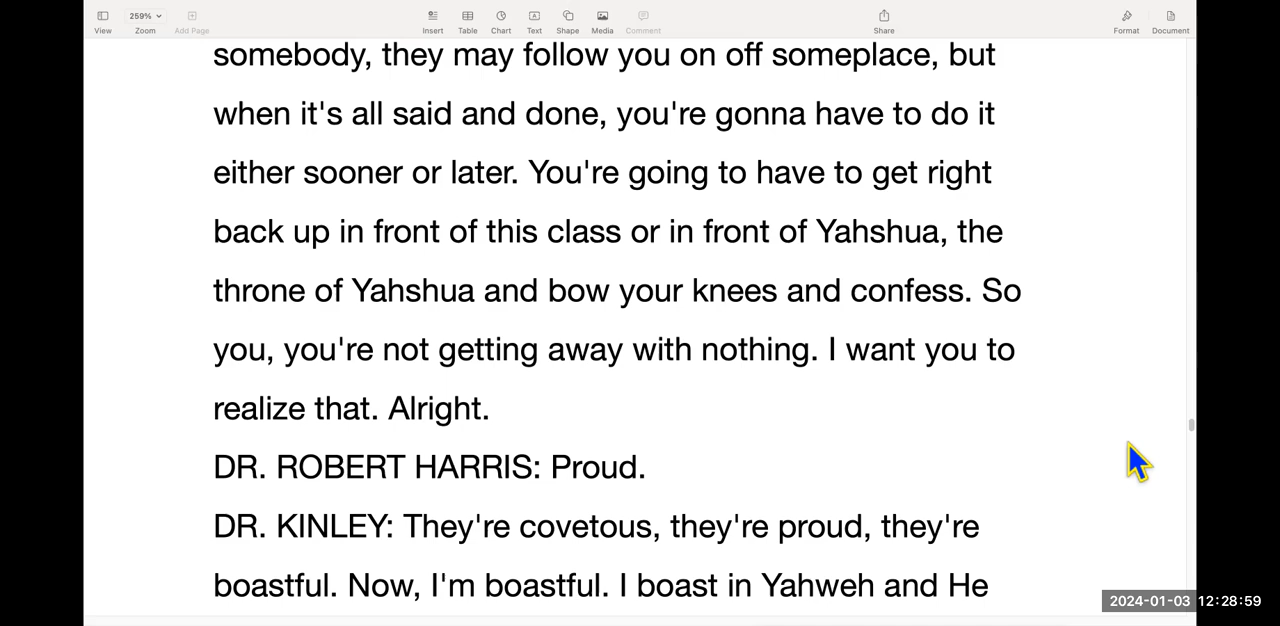 259%
View
Zoom
Add Page
Insert
Table
Chart
Text
Shape
Media
Comment
Share
Format
Document
somebody, they may follow you on off someplace, but
when it's all said and done, you're gonna have to do it
either sooner or later. You're going to have to get right
back up in front of this class or in front of Yahshua, the
throne of Yahshua and bow your knees and confess. So
you, you're not getting away with nothing. I want you to
realize that. Alright.
DR. ROBERT HARRIS: Proud.
DR. KINLEY: They're covetous, they're proud, they're
boastful. Now, I'm boastful. I boast in Yahweh and He
2024-01-03 12:28:59